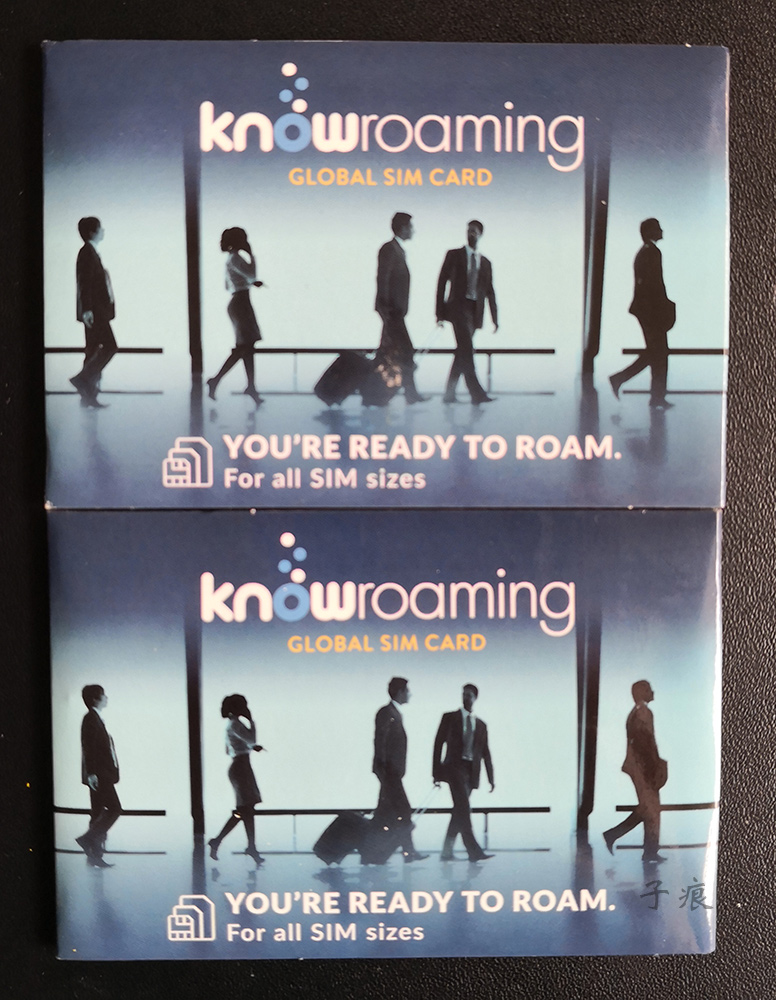 knowroaming
GLOBAL SIM CARD
YOU'RE READY TO ROAM.
For all SIM sizes
knowroaming
GLOBAL SIM CARD
YOU'RE READY TO ROAM.
For all SIM sizes
子痕